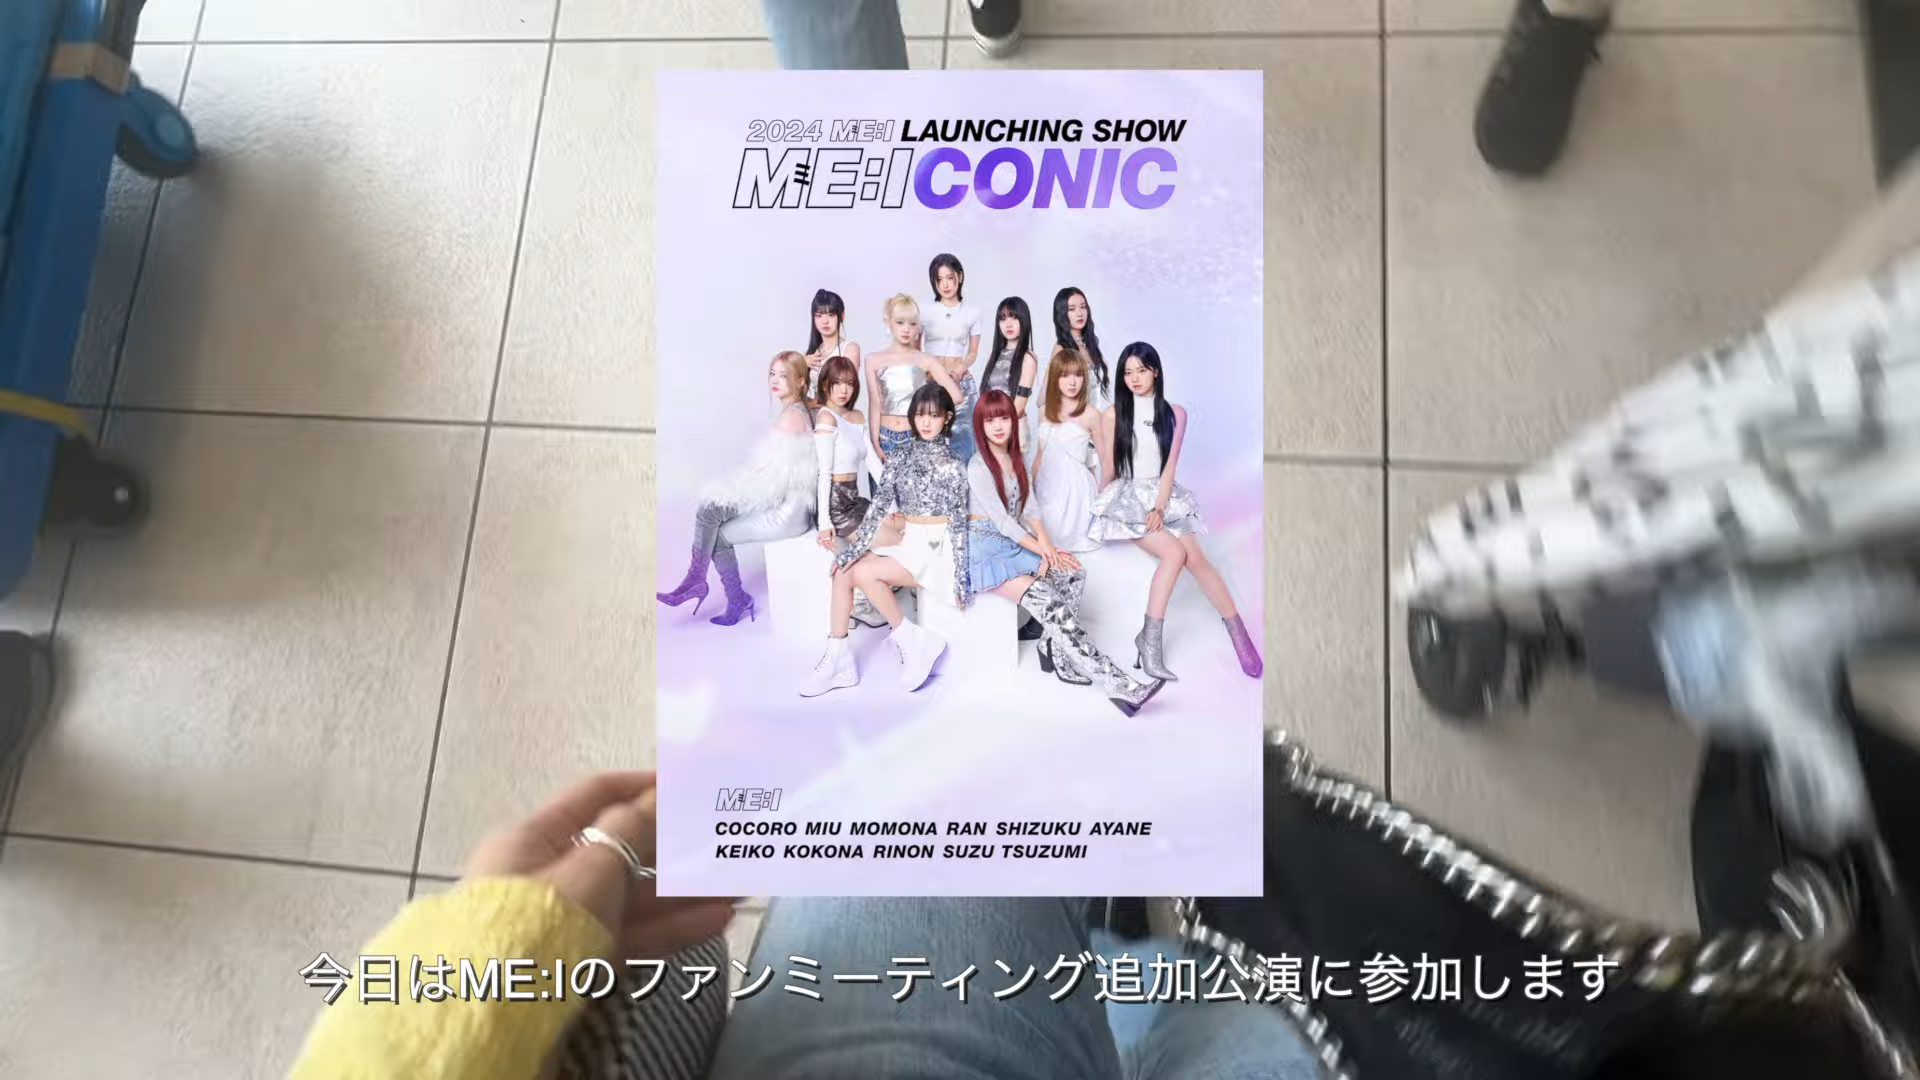 2024 ME:I LAUNCHING SHOW
ME:ICONIC
ME:I
COCORO MIU MOMONA RAN SHIZUKU AYANE
KEIKO KOKONA RINON SUZU TSUZUMI
今日はME:Iのファンミーティング追加公演に参加します